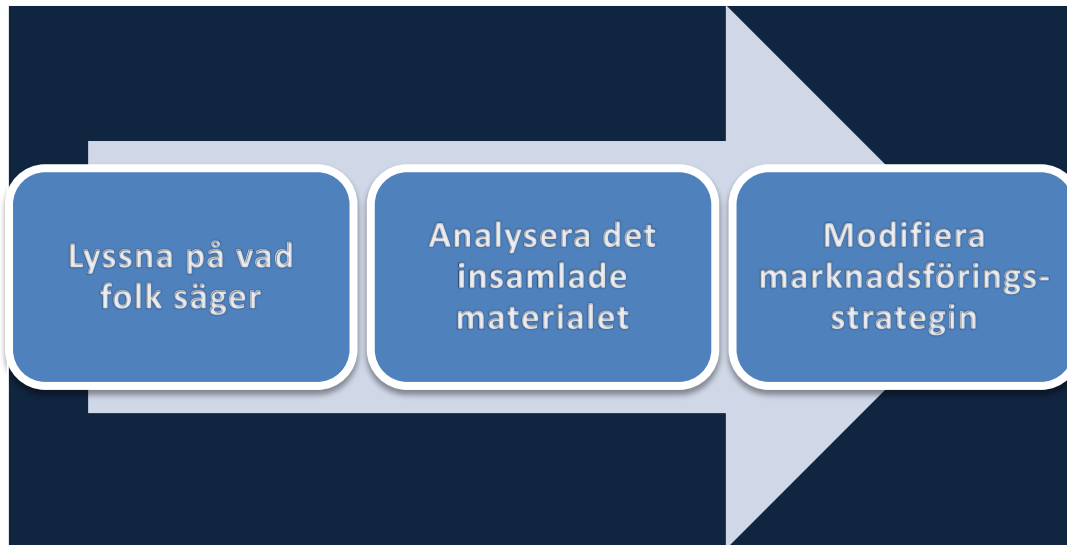 Lyssna på vad
folk säger
Analysera det
insamlade
materialet
Modifiera
marknadsförings-
strategin